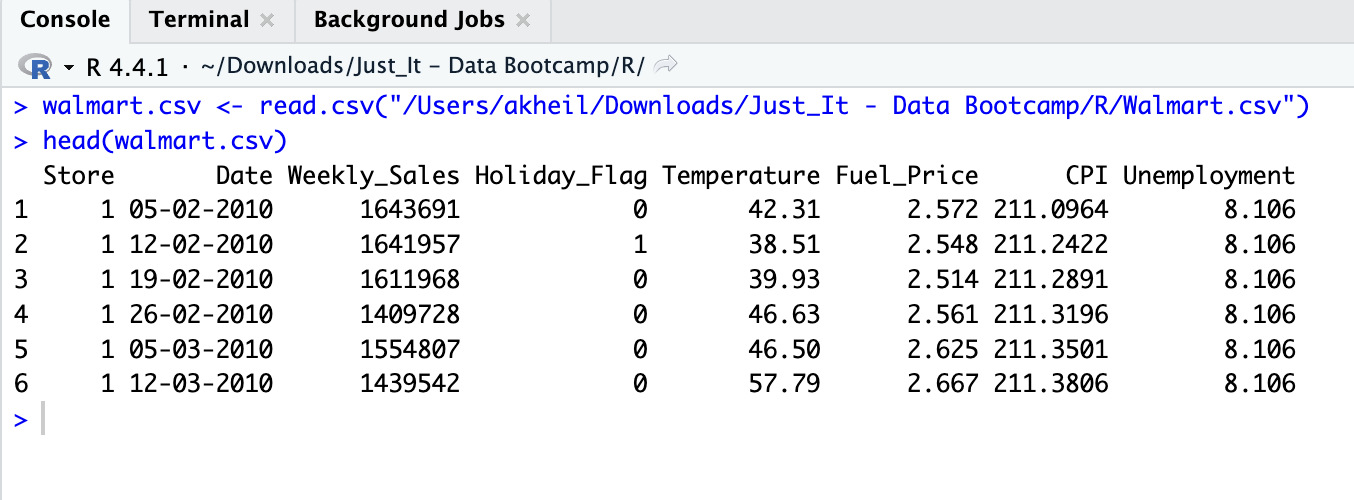 Console Terminal × Background Jobs ×
R R 4.4.1 · ~/Downloads/Just_It – Data Bootcamp/R/
> walmart.csv <- read.csv("/Users/akheil/Downloads/Just_It - Data Bootcamp/R/Walmart.csv")
> head(walmart.csv)
  Store       Date Weekly_Sales Holiday_Flag Temperature Fuel_Price      CPI Unemployment
1     1 05-02-2010      1643691            0       42.31      2.572 211.0964        8.106
2     1 12-02-2010      1641957            1       38.51      2.548 211.2422        8.106
3     1 19-02-2010      1611968            0       39.93      2.514 211.2891        8.106
4     1 26-02-2010      1409728            0       46.63      2.561 211.3196        8.106
5     1 05-03-2010      1554807            0       46.50      2.625 211.3501        8.106
6     1 12-03-2010      1439542            0       57.79      2.667 211.3806        8.106
>